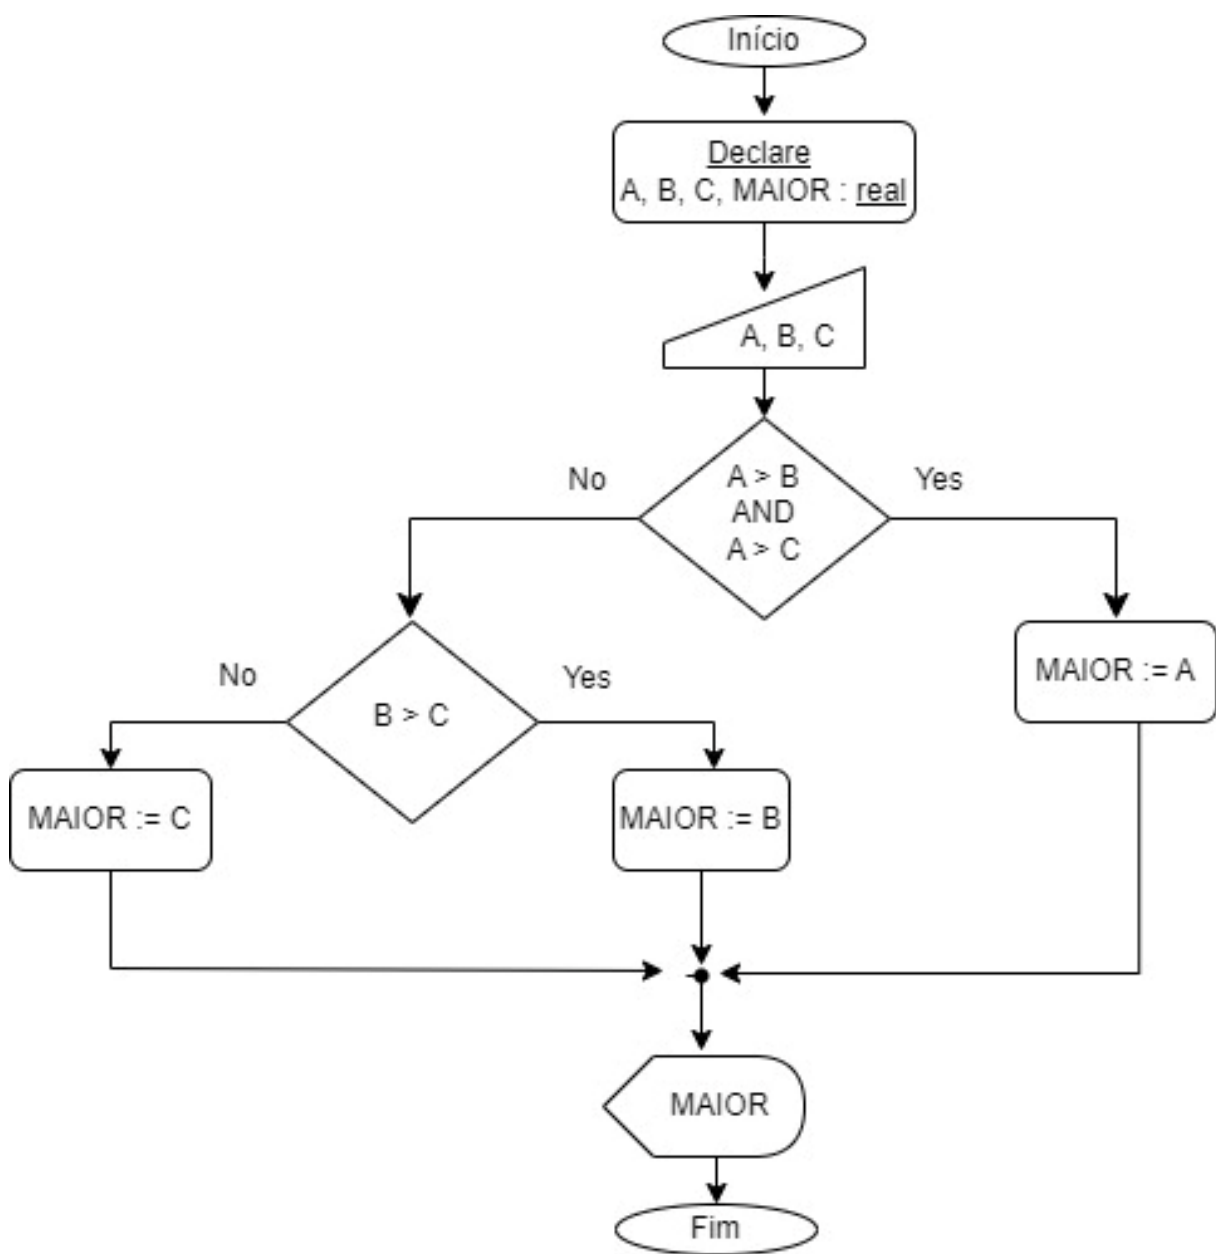 Início
Declare
A, B, C, MAIOR : real
A, B, C
No
A > B
AND
A > C
Yes
No
B > C
Yes
MAIOR := A
MAIOR := C
MAIOR := B
MAIOR
Fim